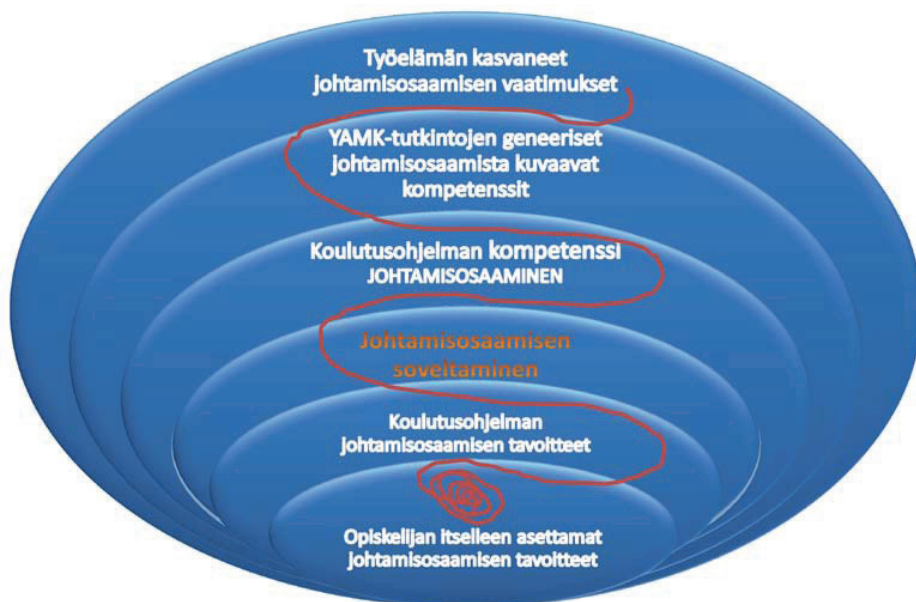 Työelämän kasvaneet
johtamisosaamisen vaatimukset
YAMK-tutkintojen geneeriset
johtamisosaamista kuvaavat
kompetenssit
Koulutusohjelman kompetenssi
JOHTAMISOSAAMINEN
Johtamisosaamisen
soveltaminen
Koulutusohjelman
johtamisosaamisen tavoitteet
Opiskelijan itselleen asettamat
johtamisosaamisen tavoitteet